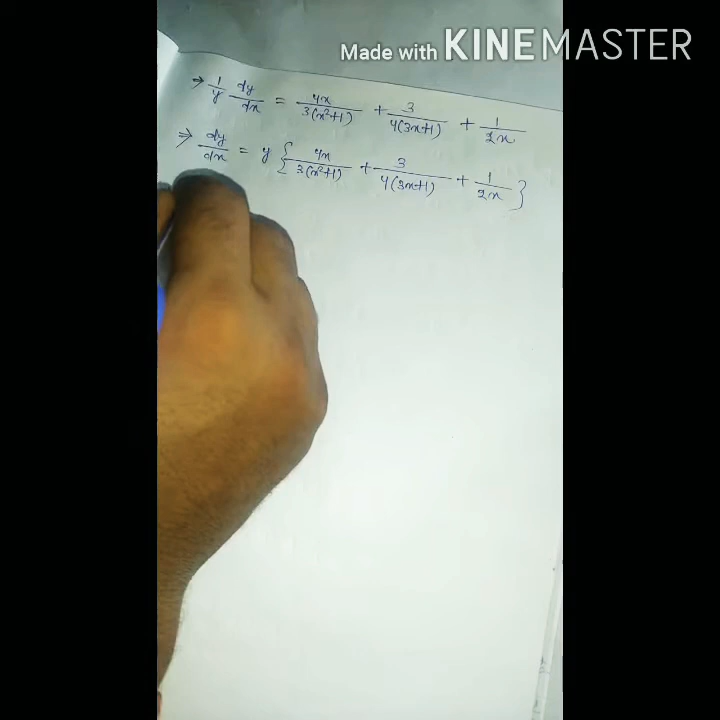 Made with KINEMASTER
⇒ 1/y dy/dx = 4x/3(x²+1) + 3/4(3x+1) + 1/2x
⇒ dy/dx = y { 4x/3(x²+1) + 3/4(3x+1) + 1/2x }